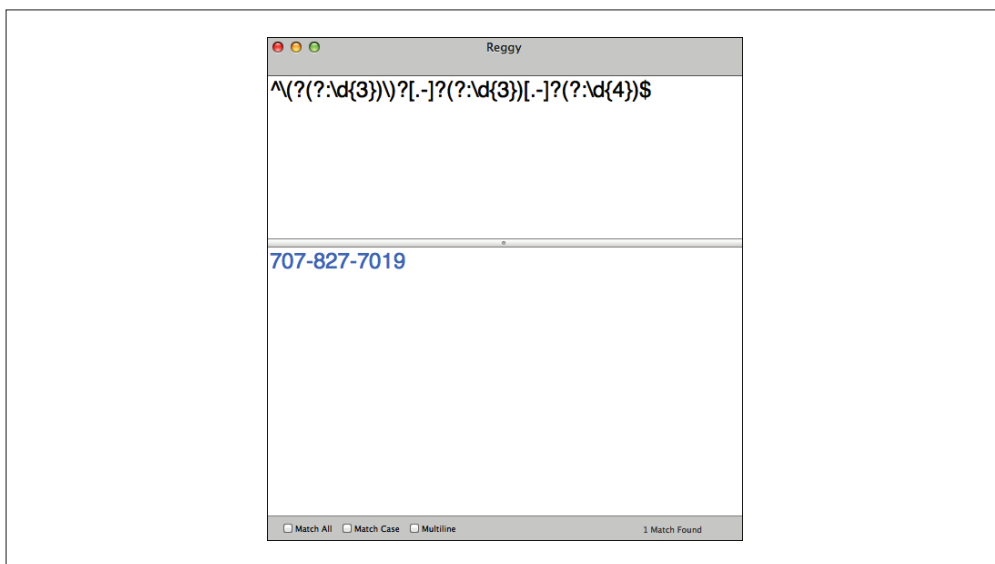 Reggy
^\(?(?:\d{3})\)?[.-]?(?:\d{3})[.-]?(?:\d{4})$
707-827-7019
Match All Match Case Multiline 1 Match Found